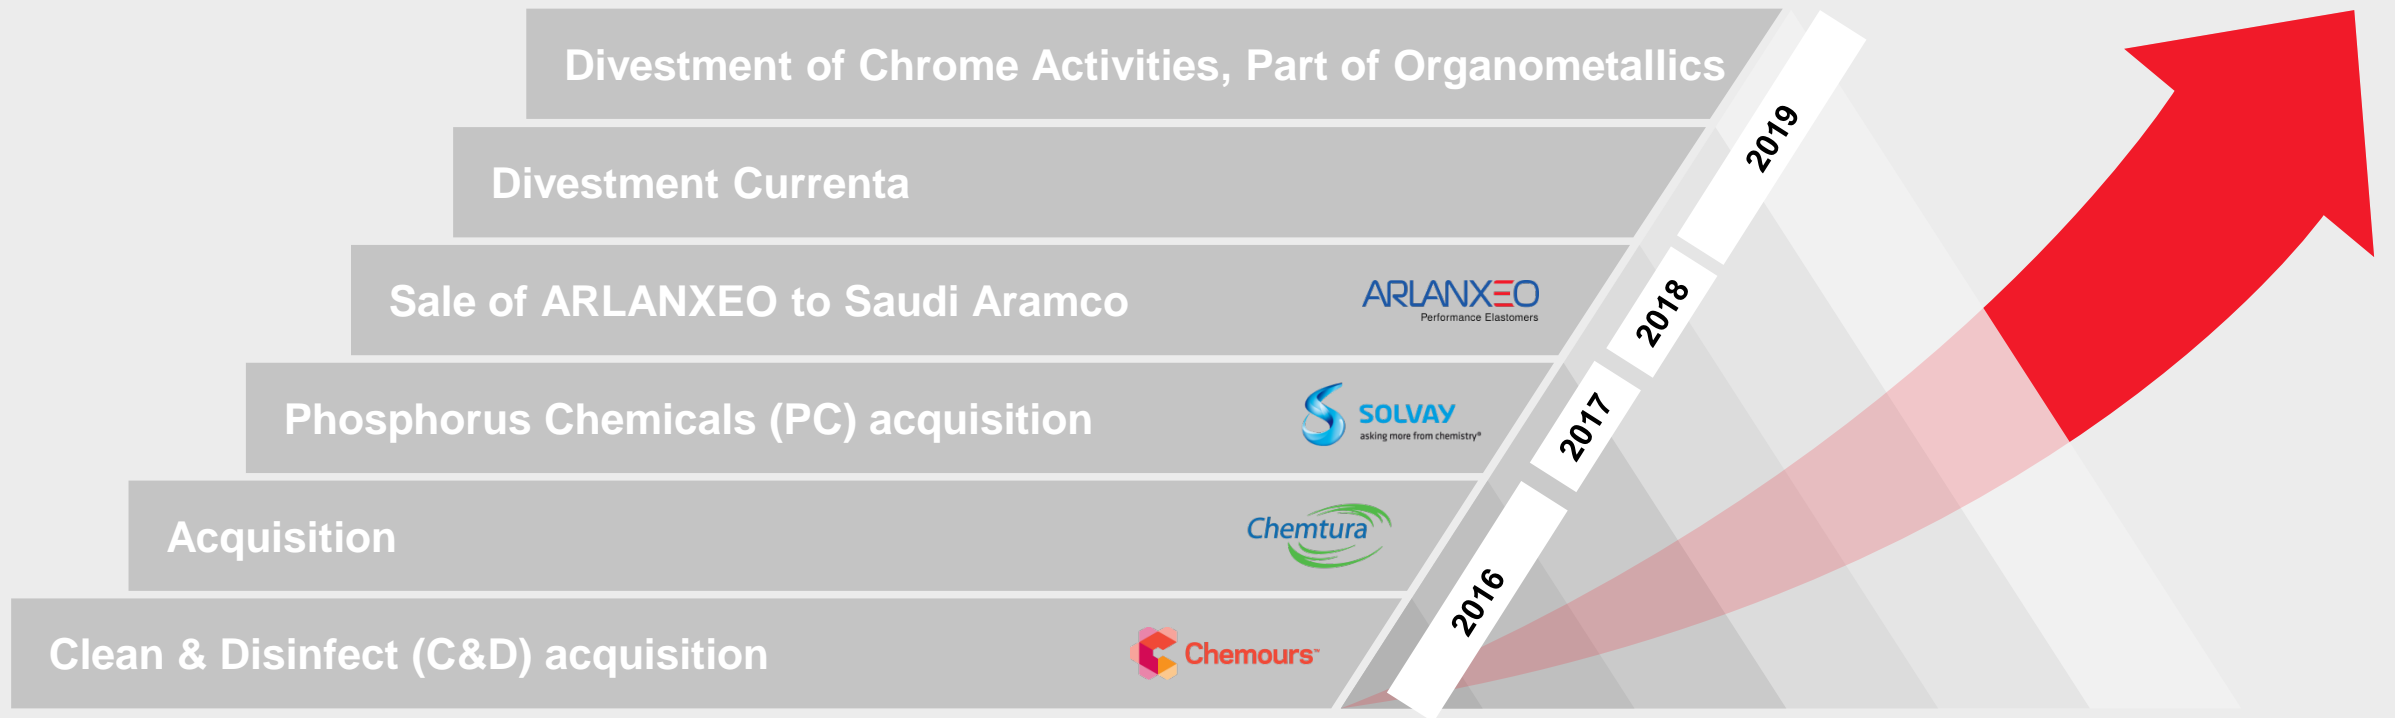 Divestment of Chrome Activities, Part of Organometallics
2019
Divestment Currenta
Sale of ARLANXEO to Saudi Aramco
ARLANXEO
Performance Elastomers
2018
Phosphorus Chemicals (PC) acquisition
SOLVAY
asking more from chemistry®
2017
Acquisition
Chemtura
2016
Clean & Disinfect (C&D) acquisition
Chemours™